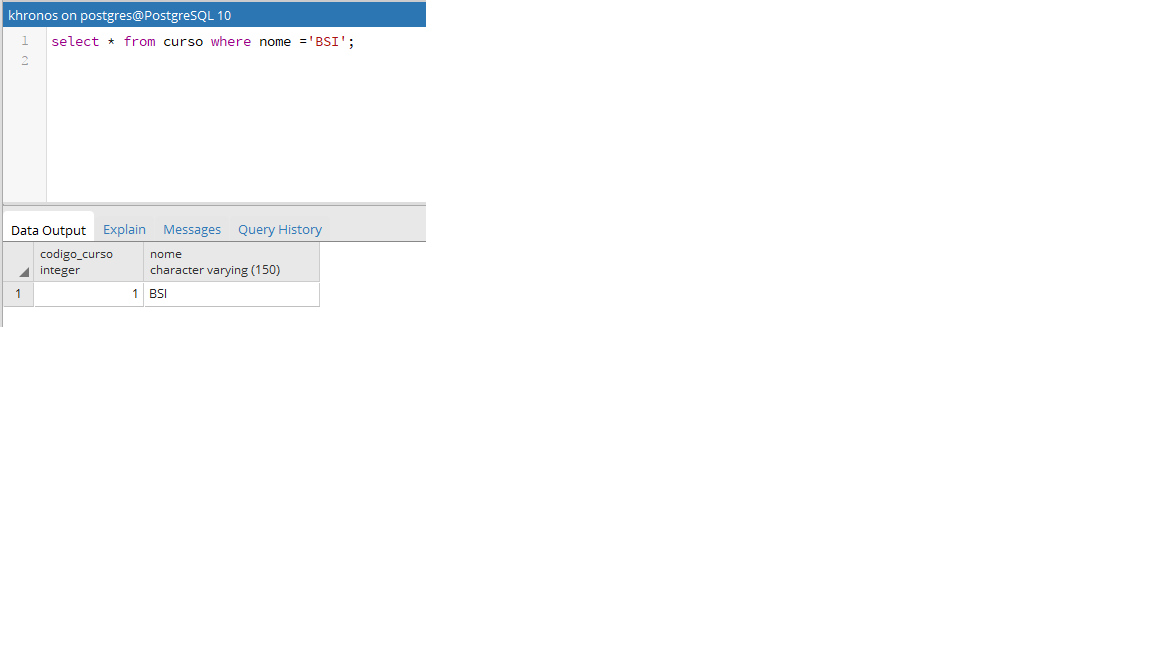 khronos on postgres@PostgreSQL 10
1 select * from curso where nome ='BSI';
2
Data Output Explain Messages Query History
codigo_curso nome
integer character varying (150)
1 1 BSI